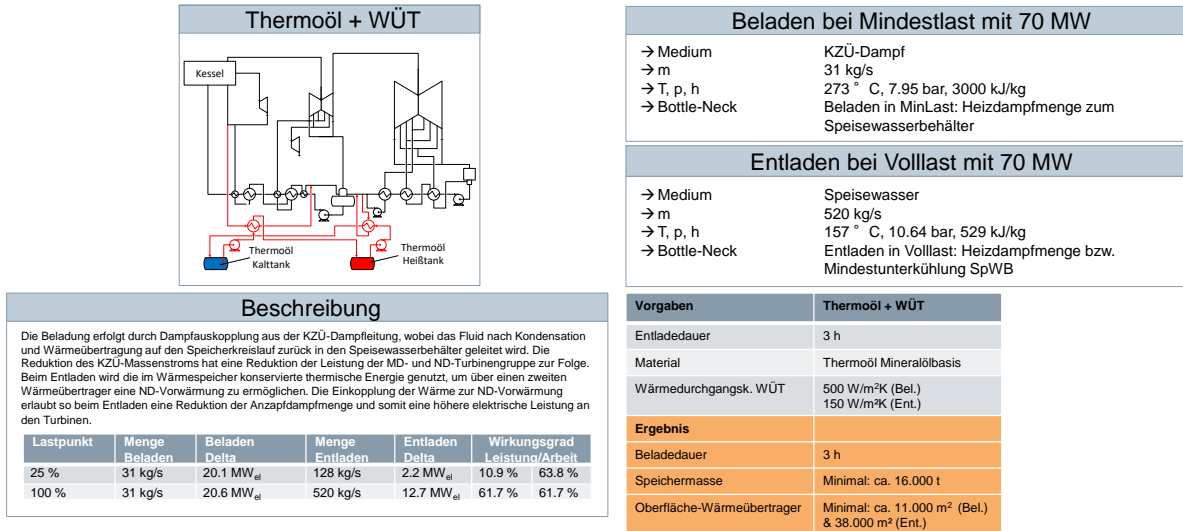 Thermoöl + WÜT
Kessel
Thermoöl
Kalttank
Thermoöl
Heißtank
Beschreibung
Die Beladung erfolgt durch Dampfauskopplung aus der KZÜ-Dampfleitung, wobei das Fluid nach Kondensation
und Wärmeübertragung auf den Speicherkreislauf zurück in den Speisewasserbehälter geleitet wird. Die
Reduktion des KZÜ-Massenstroms hat eine Reduktion der Leistung der MD- und ND-Turbinengruppe zur Folge.
Beim Entladen wird die im Wärmespeicher konservierte thermische Energie genutzt, um über einen zweiten
Wärmeübertrager eine ND-Vorwärmung zu ermöglichen. Die Einkopplung der Wärme zur ND-Vorwärmung
erlaubt so beim Entladen eine Reduktion der Anzapfdampfmenge und somit eine höhere elektrische Leistung an
den Turbinen.
Lastpunkt Menge Beladen Menge Entladen Wirkungsgrad
Beladen Delta Entladen Delta Leistung/Arbeit
25 % 31 kg/s 20.1 MWel 128 kg/s 2.2 MWel 10.9 % 63.8 %
100 % 31 kg/s 20.6 MWel 520 kg/s 12.7 MWel 61.7 % 61.7 %
Beladen bei Mindestlast mit 70 MW
→ Medium KZÜ-Dampf
→ m 31 kg/s
→ T, p, h 273 ° C, 7.95 bar, 3000 kJ/kg
→ Bottle-Neck Beladen in MinLast: Heizdampfmenge zum
Speisewasserbehälter
Entladen bei Volllast mit 70 MW
→ Medium Speisewasser
→ m 520 kg/s
→ T, p, h 157 ° C, 10.64 bar, 529 kJ/kg
→ Bottle-Neck Entladen in Volllast: Heizdampfmenge bzw.
Mindestunterkühlung SpWB
Vorgaben Thermoöl + WÜT
Entladedauer 3 h
Material Thermoöl Mineralölbasis
Wärmedurchgangsk. WÜT 500 W/m²K (Bel.)
150 W/m²K (Ent.)
Ergebnis
Beladedauer 3 h
Speichermasse Minimal: ca. 16.000 t
Oberfläche-Wärmeübertrager Minimal: ca. 11.000 m² (Bel.)
& 38.000 m² (Ent.)